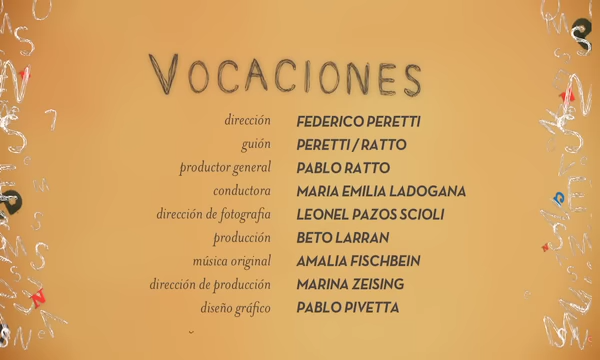 VOCACIONES
dirección FEDERICO PERETTI
guión PERETTI / RATTO
productor general PABLO RATTO
conductora MARIA EMILIA LADOGANA
dirección de fotografia LEONEL PAZOS SCIOLI
producción BETO LARRAN
música original AMALIA FISCHBEIN
dirección de producción MARINA ZEISING
diseño gráfico PABLO PIVETTA